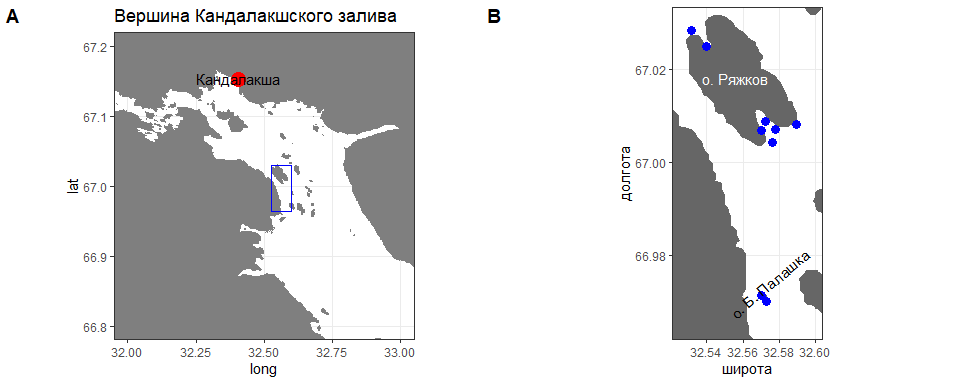 A
Вершина Кандалакшского залива
67.2
67.1
67.0
66.9
66.8
lat
Кандалакша
32.00
32.25
32.50
32.75
33.00
long
B
67.02
67.00
66.98
долгота
о. Ряжков
о. Б. Палашка
32.54
32.56
32.58
32.60
широта